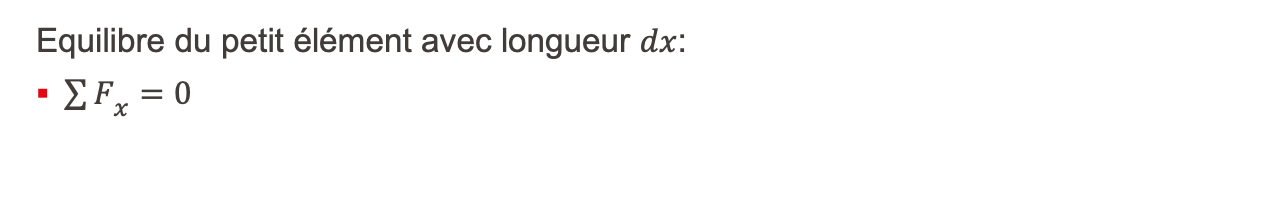 Equilibre du petit élément avec longueur dx:
▪ ∑ Fₓ = 0